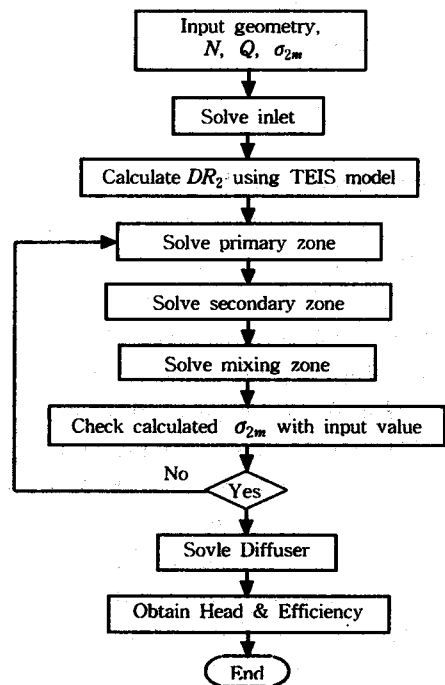 Input geometry,
N, Q, σ₂ₘ
Solve inlet
Calculate DR₂ using TEIS model
Solve primary zone
Solve secondary zone
Solve mixing zone
Check calculated σ₂ₘ with input value
No
Yes
Sovle Diffuser
Obtain Head & Efficiency
End